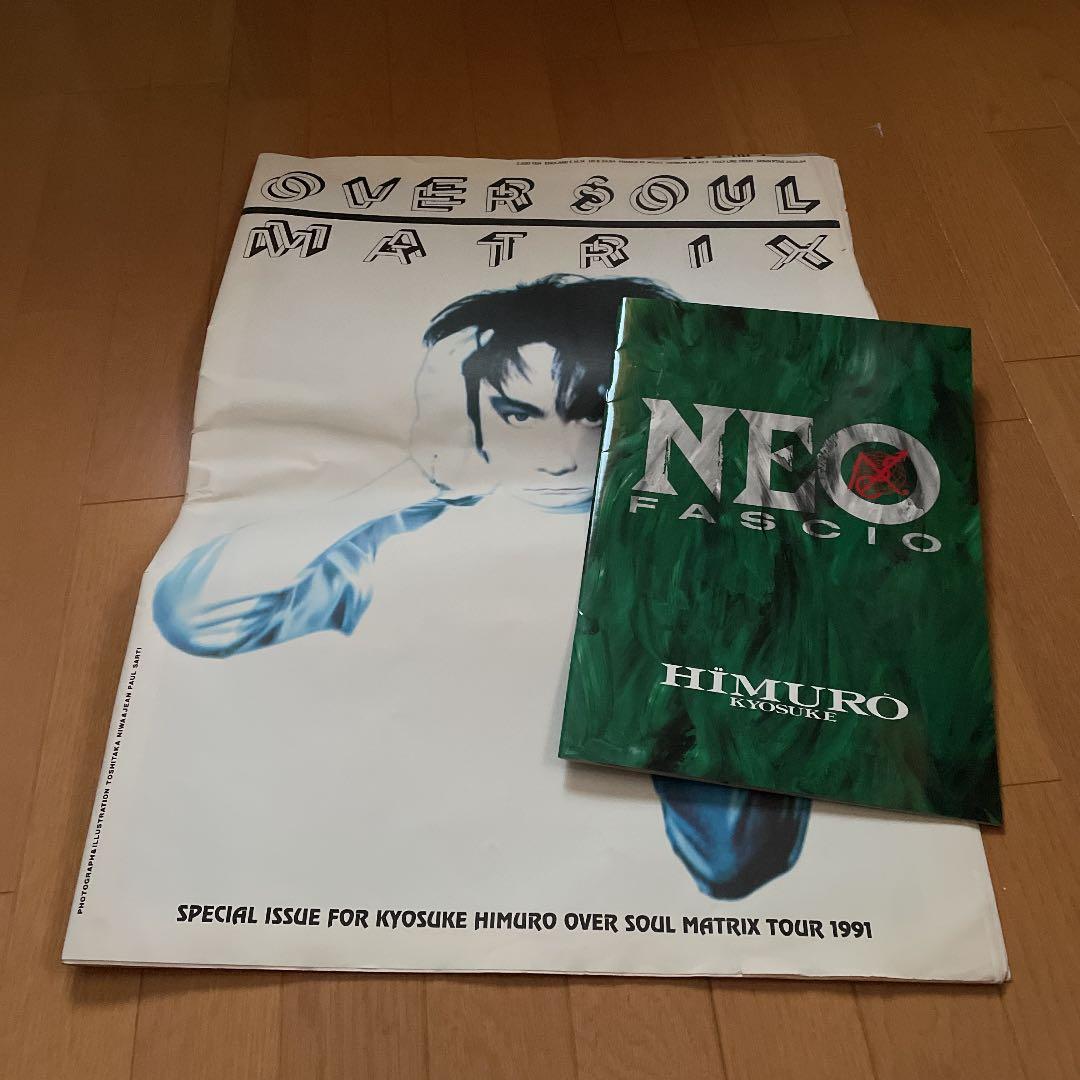 OVER SOUL
MATRIX
NEO
FASCIO
HÏMURO
KYOSUKE
PHOTOGRAPH&ILLUSTRATION TOSHITAKA NIWA&JEAN PAUL SARTI
SPECIAL ISSUE FOR KYOSUKE HIMURO OVER SOUL MATRIX TOUR 1991